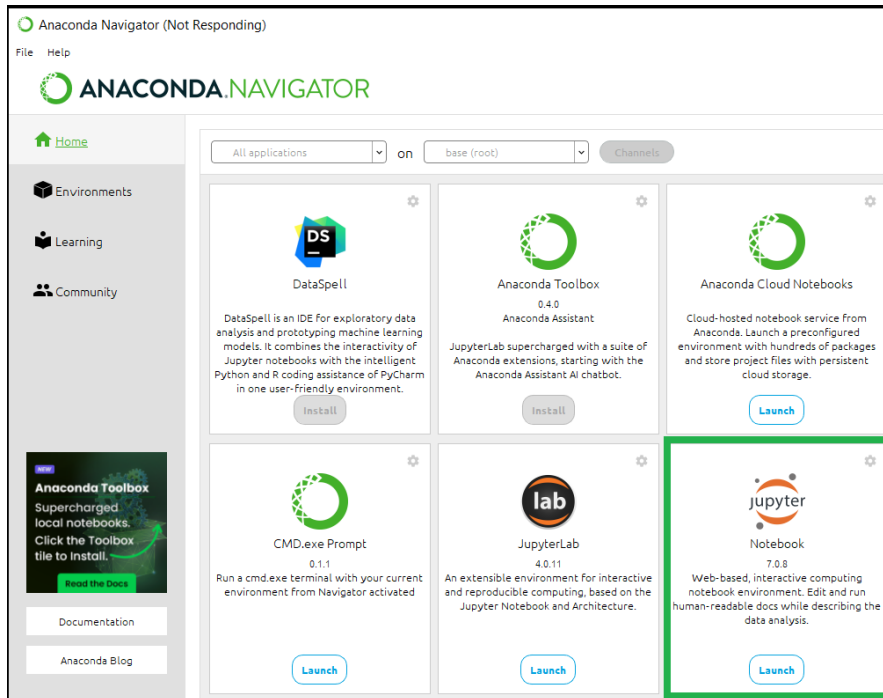 Anaconda Navigator (Not Responding)
File Help
ANACONDA.NAVIGATOR
Home
Environments
Learning
Community
All applications
on
base (root)
Channels
DS
DataSpell
DataSpell is an IDE for exploratory data
analysis and prototyping machine learning
models. It combines the interactivity of
Jupyter notebooks with the intelligent
Python and R coding assistance of PyCharm
in one user-friendly environment.
Install
Anaconda Toolbox
0.4.0
Anaconda Assistant
JupyterLab supercharged with a suite of
Anaconda extensions, starting with the
Anaconda Assistant AI chatbot.
Install
Anaconda Cloud Notebooks
Cloud-hosted notebook service from
Anaconda. Launch a preconfigured
environment with hundreds of packages
and store project files with persistent
cloud storage.
Launch
CMD.exe Prompt
0.1.1
Run a cmd.exe terminal with your current
environment from Navigator activated
Launch
lab
JupyterLab
4.0.11
An extensible environment for interactive
and reproducible computing, based on the
Jupyter Notebook and Architecture.
Launch
jupyter
Notebook
7.0.8
Web-based, interactive computing
notebook environment. Edit and run
human-readable docs while describing the
data analysis.
Launch
NEW
Anaconda Toolbox
Supercharged
local notebooks.
Click the Toolbox
tile to Install.
Read the Docs
Documentation
Anaconda Blog